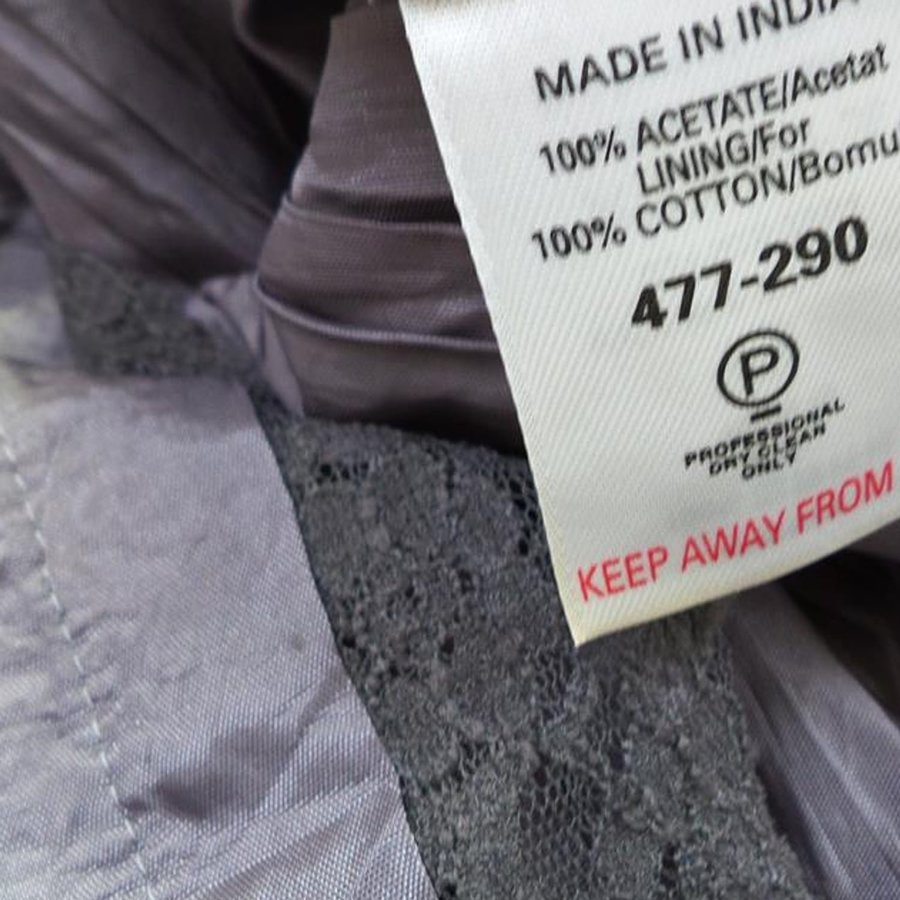 MADE IN INDIA
100% ACETATE/Acetat
LINING/For
100% COTTON/Bomu
477-290
P
PROFESSIONAL
DRY CLEAN
ONLY
KEEP AWAY FROM